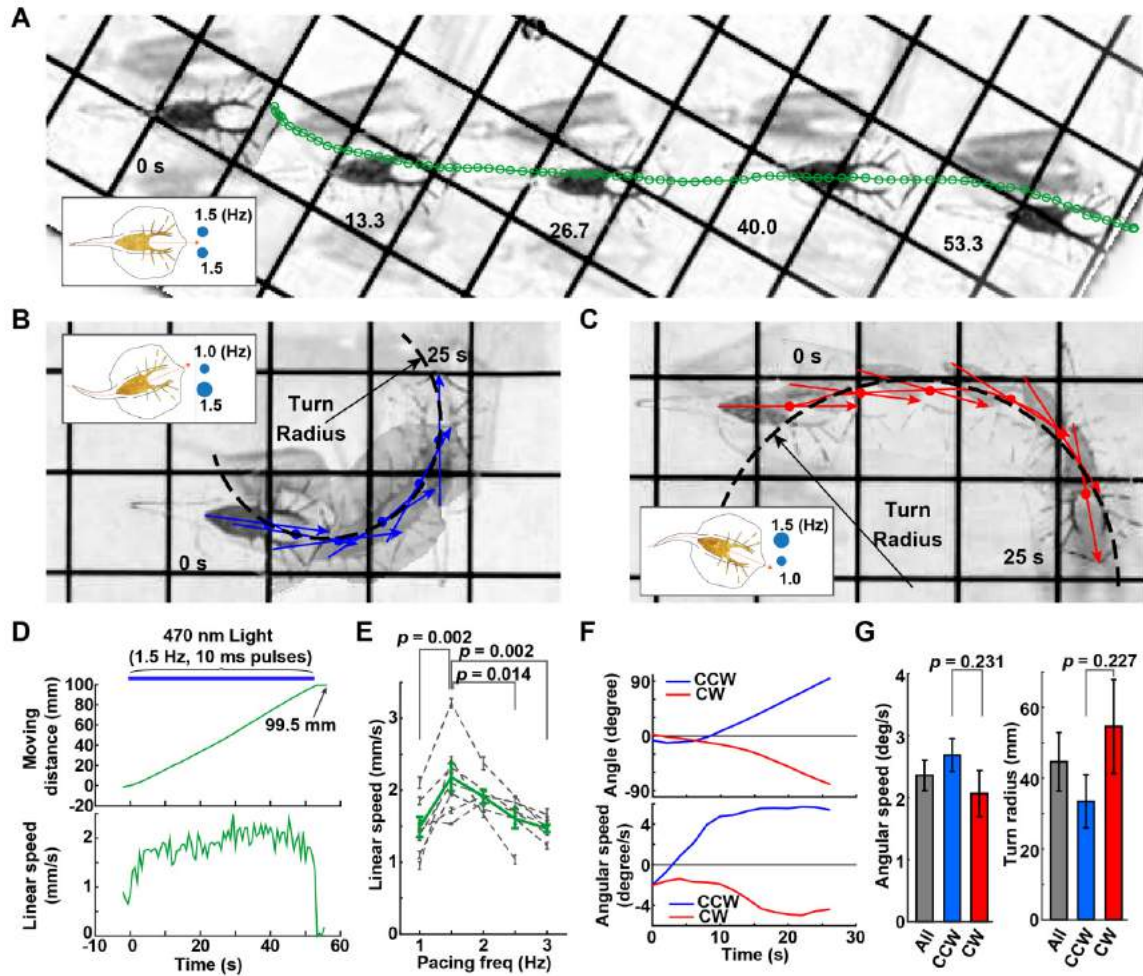 A
0 s
13.3
26.7
40.0
53.3
1.5 (Hz)
1.5
B
1.0 (Hz)
1.5
25 s
Turn
Radius
0 s
C
0 s
Turn
Radius
1.5 (Hz)
1.0
25 s
D
470 nm Light
(1.5 Hz, 10 ms pulses)
Moving
distance (mm)
100
80
60
40
20
0
-20
99.5 mm
Linear speed
(mm/s)
2
1
0
-10 0 20 40 60
Time (s)
E
p = 0.002
p = 0.002
p = 0.014
Linear speed (mm/s)
3
2
1
0
1 1.5 2 2.5 3
Pacing freq (Hz)
F
CCW
CW
Angle (degree)
90
0
-90
Angular speed
(degree/s)
4
0
-4
CCW
CW
0 10 20 30
Time (s)
G
p = 0.231
Angular speed (deg/s)
4
3
2
1
0
All CCW CW
p = 0.227
Turn radius (mm)
60
40
20
0
All CCW CW